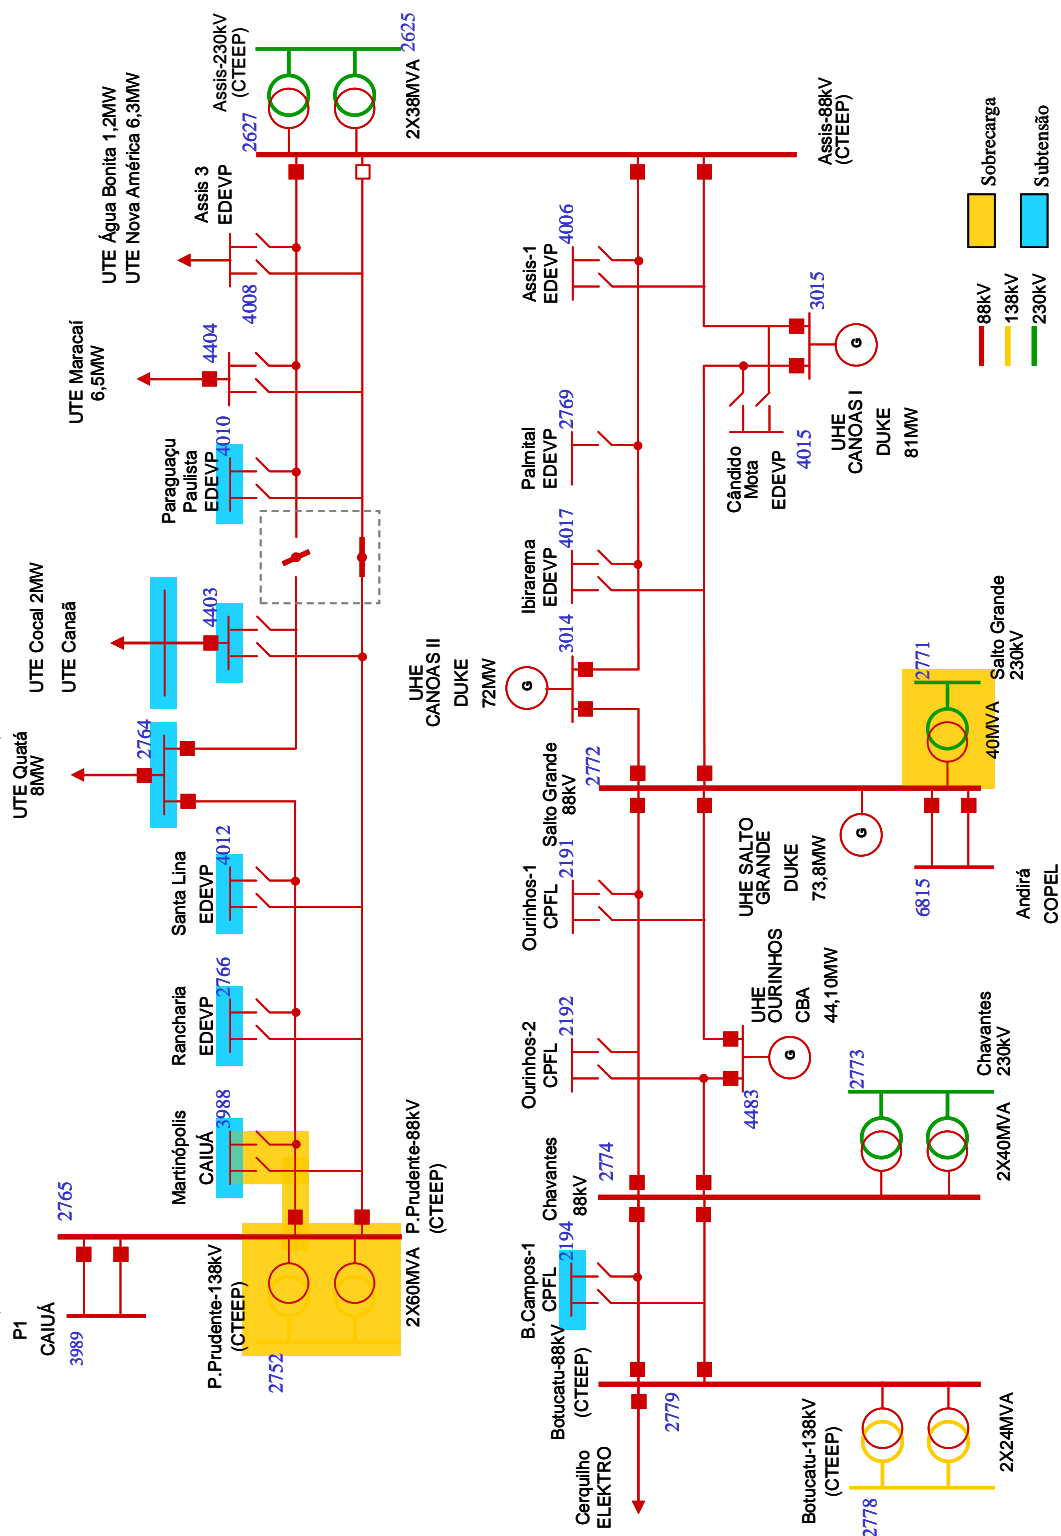 UTE Quatá
8MW
UTE Cocal 2MW
UTE Canaã
UTE Maracaí
6,5MW
UTE Água Bonita 1,2MW
UTE Nova América 6,3MW
P1
CAIUÁ
3989
2765
Martinópolis
CAIUÁ
3988
Rancharia
EDEVP
2766
Santa Lina
EDEVP
4012
2764
4403
Paraguaçu
Paulista
EDEVP
4010
4404
Assis 3
EDEVP
4008
Assis-230kV
(CTEEP)
2627
2625
2X38MVA
P.Prudente-138kV
(CTEEP)
2752
P.Prudente-88kV
(CTEEP)
2X60MVA
Cerquilho
ELEKTRO
Botucatu-88kV
(CTEEP)
2779
B.Campos-1
CPFL
2194
Chavantes
88kV
2774
Ourinhos-2
CPFL
2192
Ourinhos-1
CPFL
2191
Salto Grande
88kV
2772
UHE
CANOAS II
DUKE
72MW
G
3014
Ibirarema
EDEVP
4017
Palmital
EDEVP
2769
Assis-1
EDEVP
4006
Assis-88kV
(CTEEP)
Botucatu-138kV
(CTEEP)
2778
2X24MVA
4483
G
UHE
OURINHOS
CBA
44,10MW
2773
Chavantes
230kV
2X40MVA
UHE SALTO
GRANDE
DUKE
73,8MW
G
6815
Andirá
COPEL
2771
Salto Grande
230kV
40MVA
Cândido
Mota
EDEVP
4015
UHE
CANOAS I
DUKE
81MW
G
3015
88kV
138kV
230kV
Sobrecarga
Subtensão